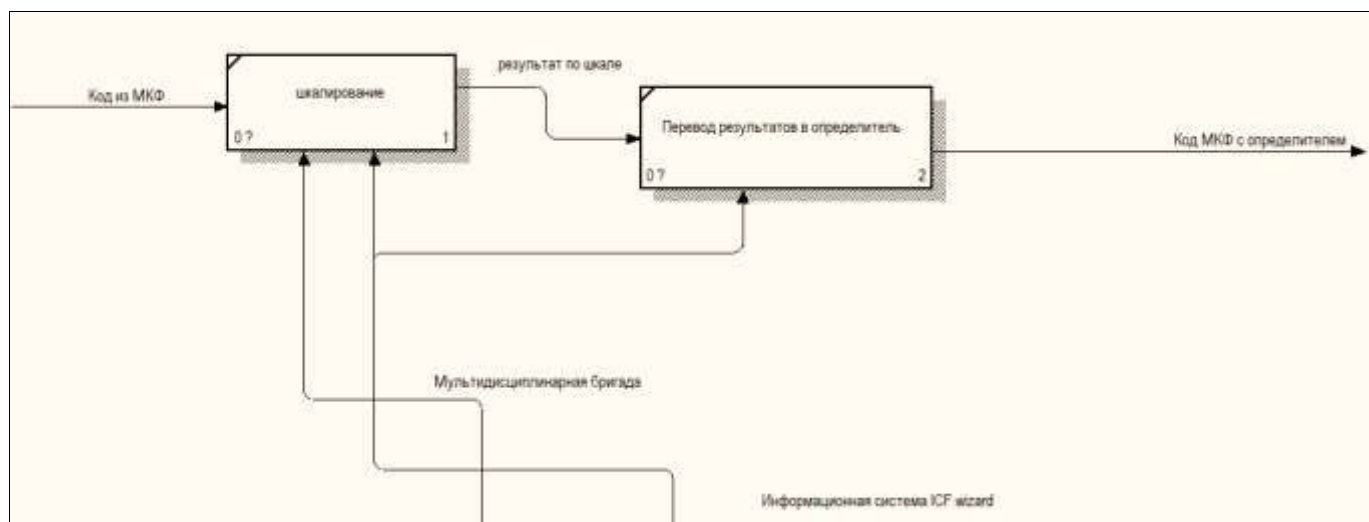 результат по шкале
Код из МКФ
шкалирование
0 ?
1
Перевод результатов в определитель
0 ?
2
Код МКФ с определителем
Мультидисциплинарная бригада
Информационная система ICF wizard